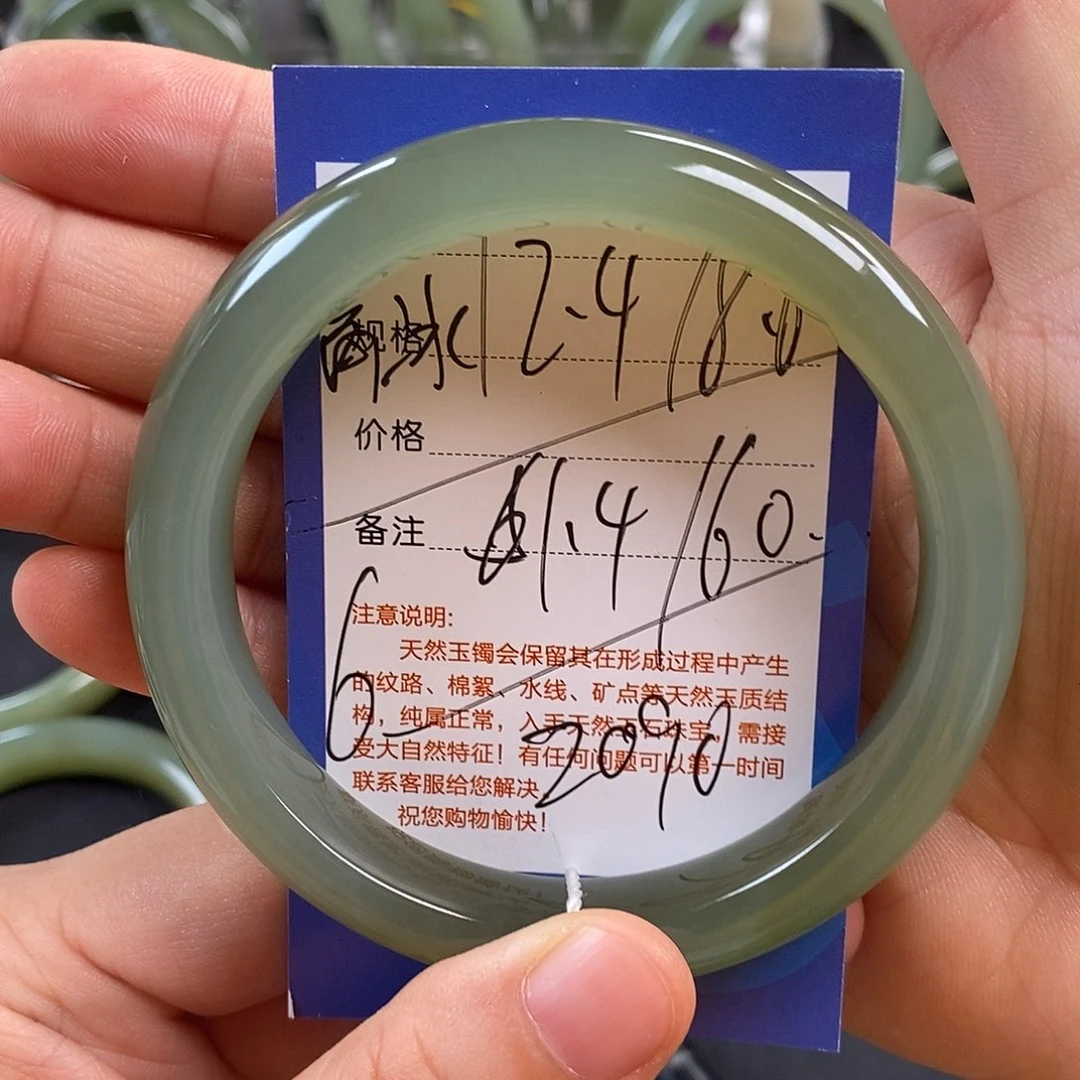 规格 12.4/8.0
价格
备注 61.4/60.
注意说明:
天然玉镯会保留其在形成过程中产生
的纹路、棉絮、水线、矿点等天然玉质结
构，纯属正常，入手天然玉石珠宝，需接
受大自然特征！有任何问题可以第一时间
联系客服给您解决
祝您购物愉快！
6-2090